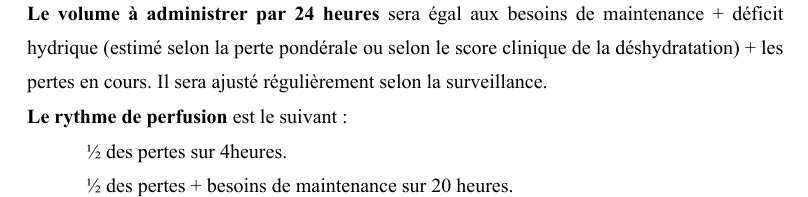 Le volume à administrer par 24 heures sera égal aux besoins de maintenance + déficit
hydrique (estimé selon la perte pondérale ou selon le score clinique de la déshydratation) + les
pertes en cours. Il sera ajusté régulièrement selon la surveillance.
Le rythme de perfusion est le suivant :
½ des pertes sur 4heures.
½ des pertes + besoins de maintenance sur 20 heures.